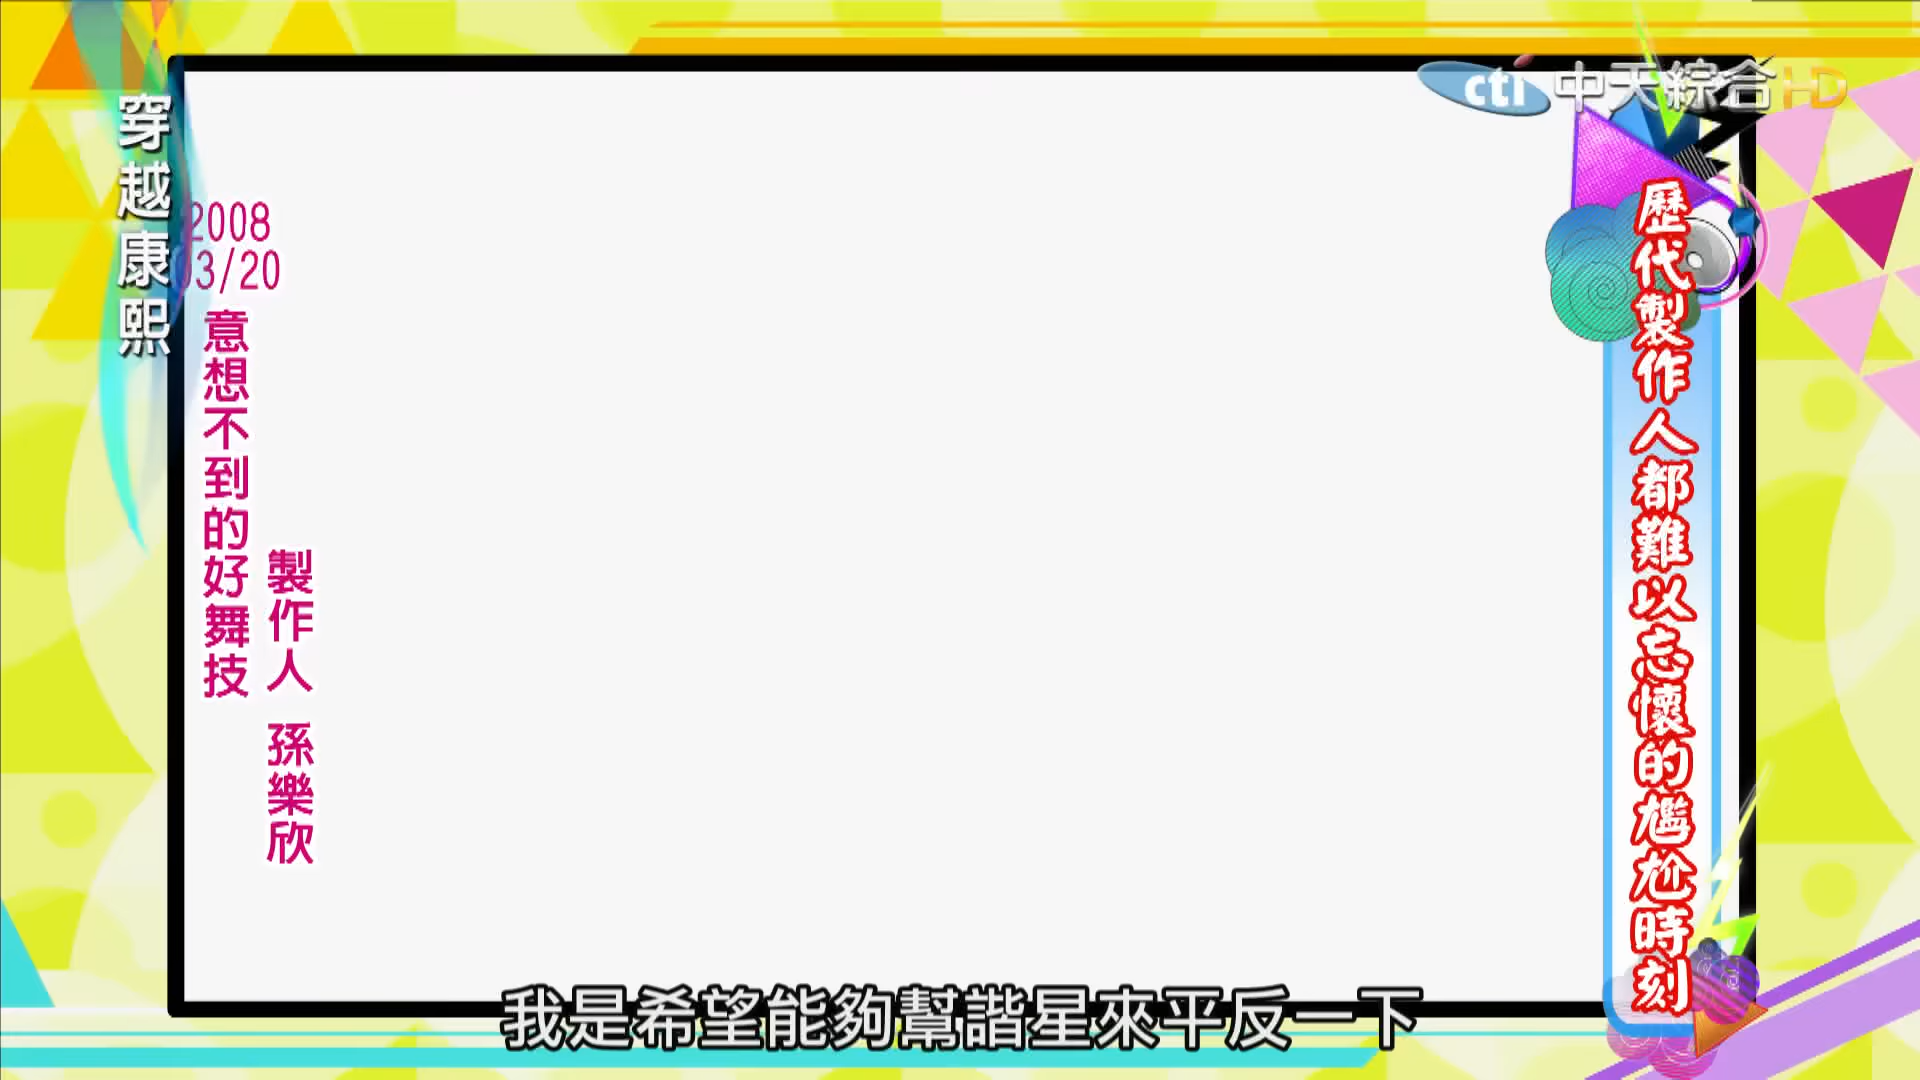 穿越康熙
2008
03/20
意想不到的好舞技
製作人 孫樂欣
cti 中天綜合HD
歷代製作人都難以忘懷的尷尬時刻
我是希望能夠幫諧星來平反一下